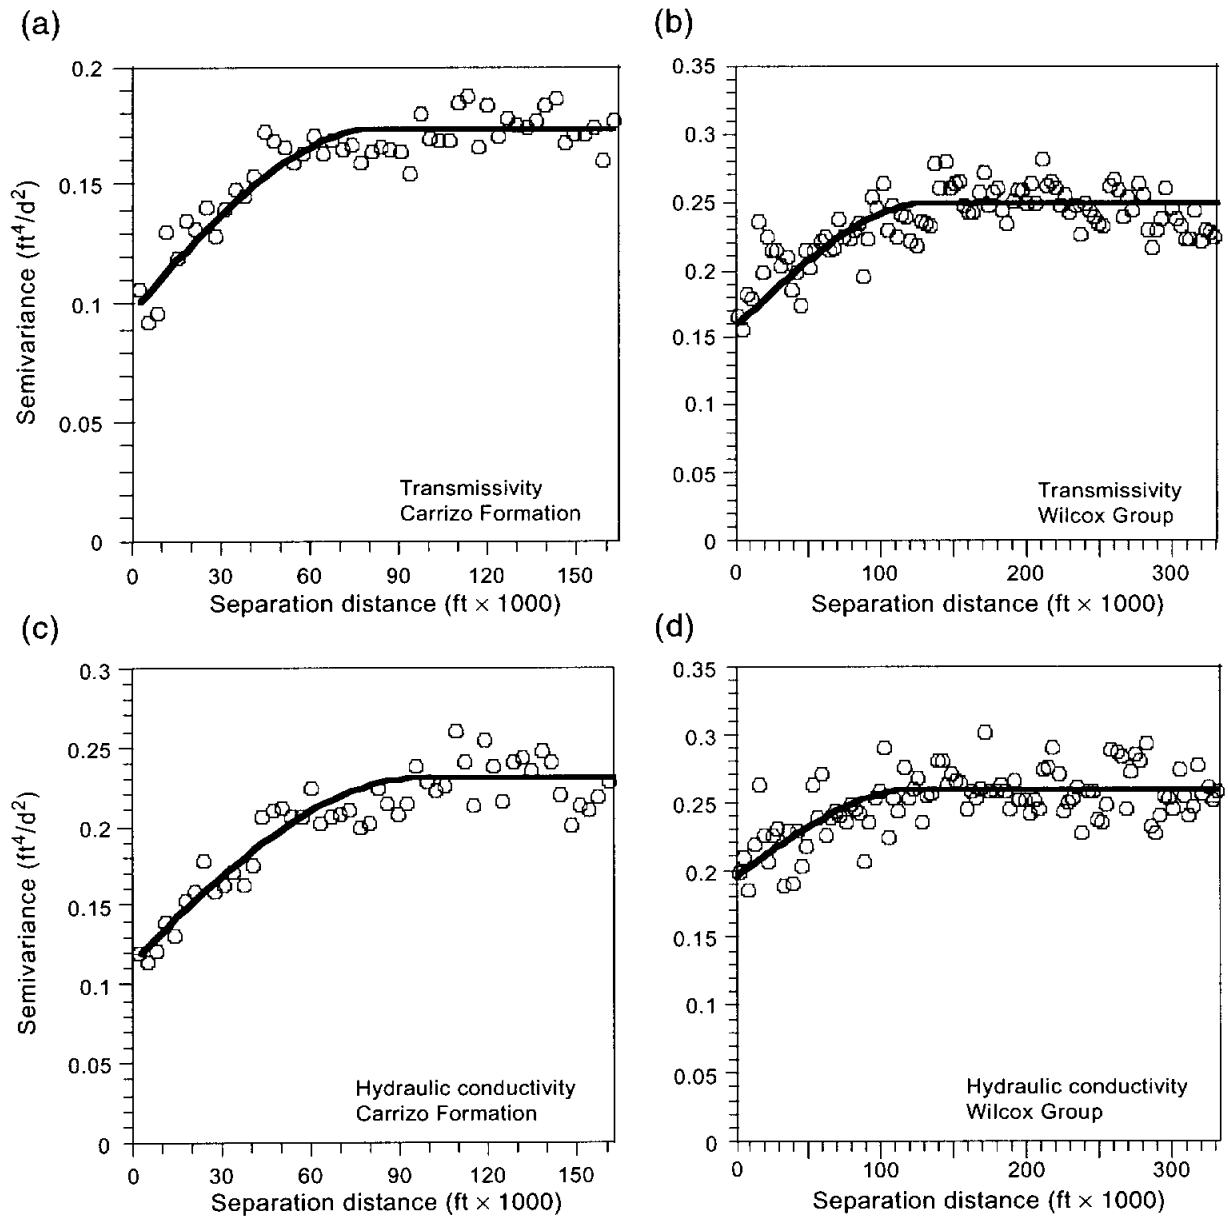 (a)
0.2
0.15
0.1
0.05
0
Semivariance (ft⁴/d²)
Transmissivity
Carrizo Formation
0 30 60 90 120 150
Separation distance (ft × 1000)
(b)
0.35
0.3
0.25
0.2
0.15
0.1
0.05
0
Transmissivity
Wilcox Group
0 100 200 300
Separation distance (ft × 1000)
(c)
0.3
0.25
0.2
0.15
0.1
0.05
0
Semivariance (ft⁴/d²)
Hydraulic conductivity
Carrizo Formation
0 30 60 90 120 150
Separation distance (ft × 1000)
(d)
0.35
0.3
0.25
0.2
0.15
0.1
0.05
0
Hydraulic conductivity
Wilcox Group
0 100 200 300
Separation distance (ft × 1000)